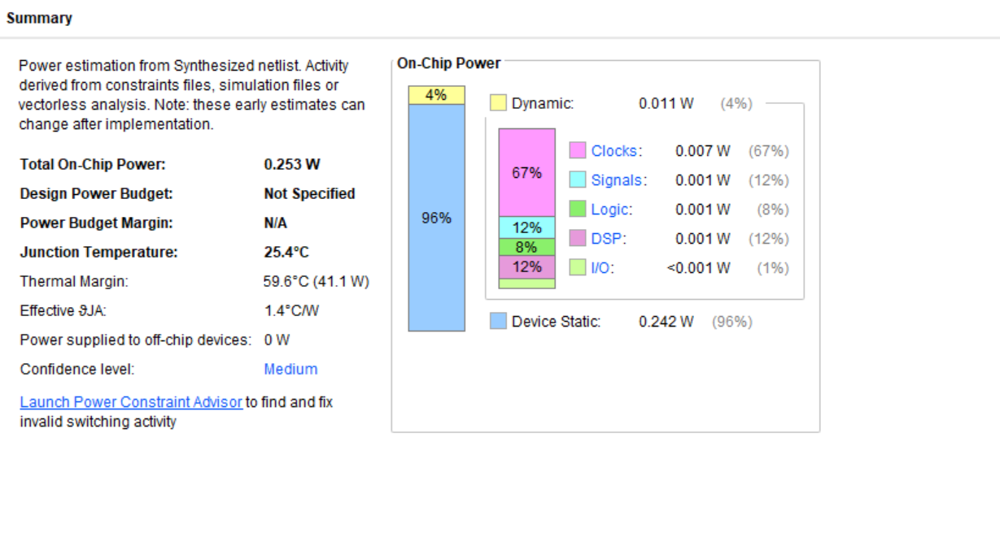 Summary
Power estimation from Synthesized netlist. Activity
derived from constraints files, simulation files or
vectorless analysis. Note: these early estimates can
change after implementation.
Total On-Chip Power: 0.253 W
Design Power Budget: Not Specified
Power Budget Margin: N/A
Junction Temperature: 25.4°C
Thermal Margin: 59.6°C (41.1 W)
Effective ϑJA: 1.4°C/W
Power supplied to off-chip devices: 0 W
Confidence level: Medium
Launch Power Constraint Advisor to find and fix
invalid switching activity
On-Chip Power
4%
96%
Dynamic: 0.011 W (4%)
67%
12%
8%
12%
Clocks: 0.007 W (67%)
Signals: 0.001 W (12%)
Logic: 0.001 W (8%)
DSP: 0.001 W (12%)
I/O: <0.001 W (1%)
Device Static: 0.242 W (96%)